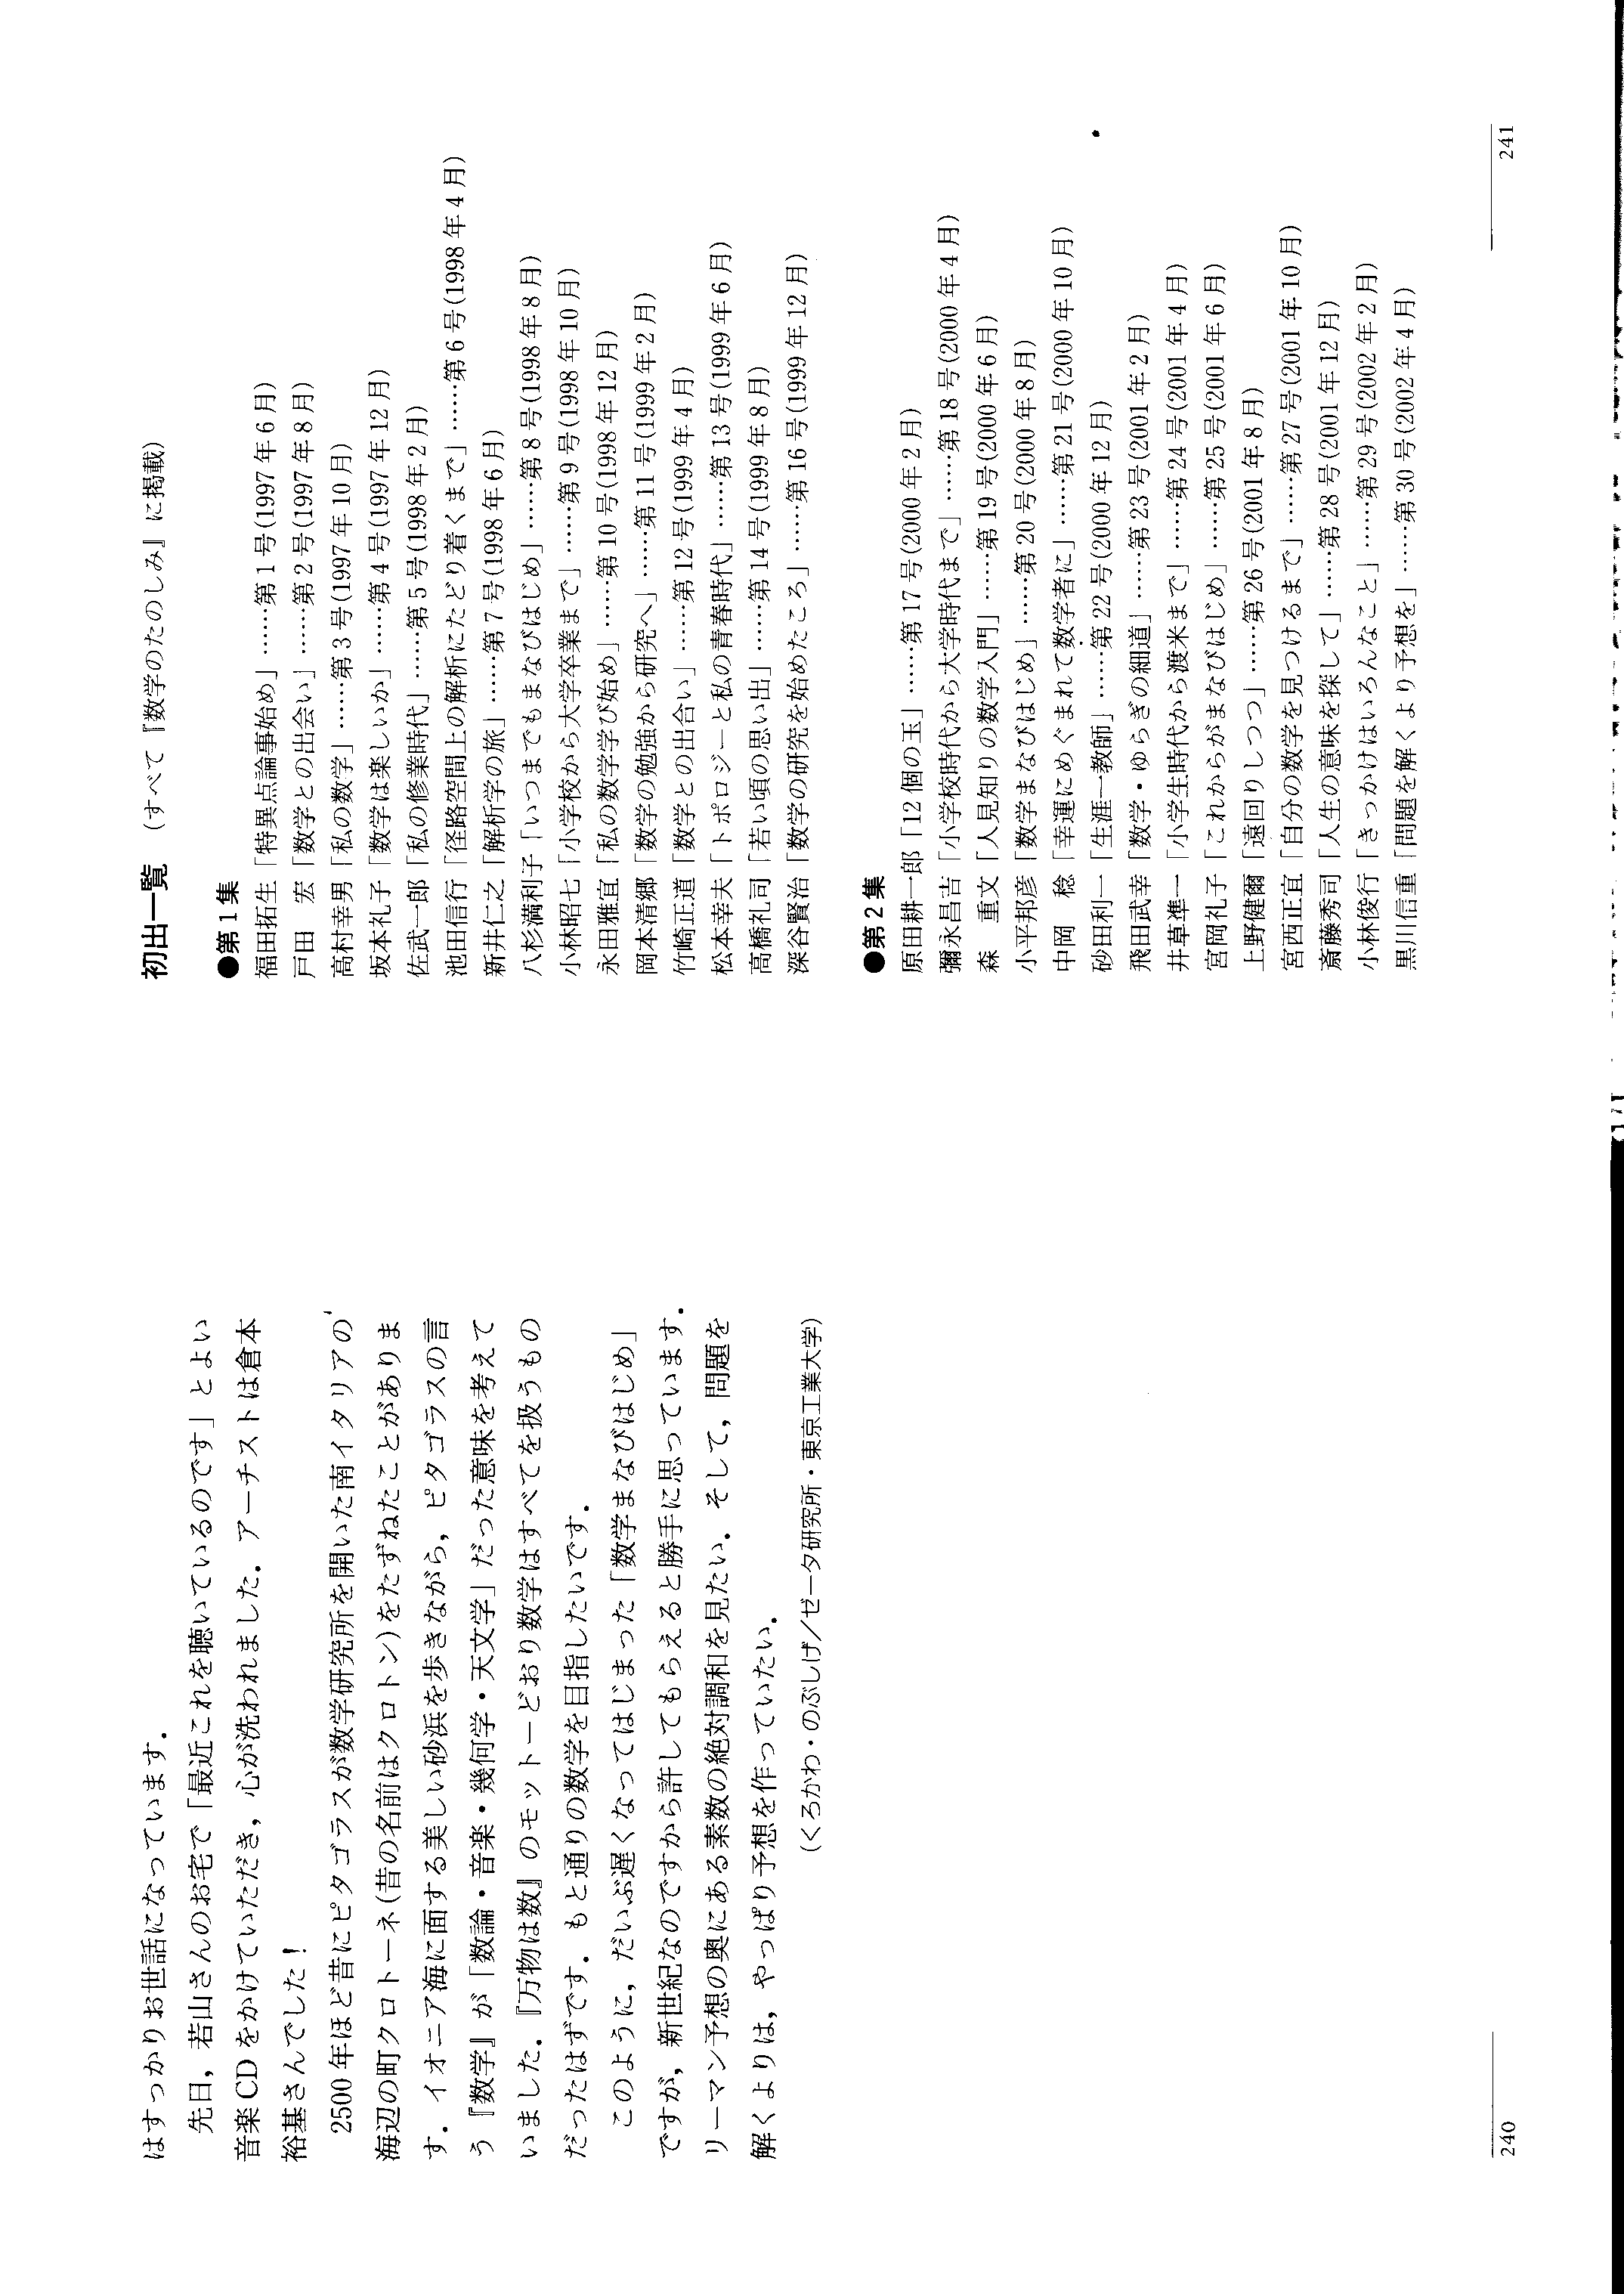 はすっかりお世話になっています．
先日，若山さんのお宅で「最近これを聴いているのです」とよい
音楽CDをかけていただき，心が洗われました．アーチストは倉本
裕基さんでした！
2500年ほど昔にピタゴラスが数学研究所を開いた南イタリアの
海辺の町クロトーネ(昔の名前はクロトン)をたずねたことがありま
す．イオニア海に面する美しい砂浜を歩きながら，ピタゴラスの言
う『数学』が「数論・音楽・幾何学・天文学」だった意味を考えて
いました．『万物は数』のモットーどおり数学はすべてを扱うもの
だったはずです．もと通りの数学を目指したいです．
このように，だいぶ遅くなってはじまった「数学まなびはじめ」
ですが，新世紀なのですから許してもらえると勝手に思っています．
リーマン予想の奥にある素数の絶対調和を見たい．そして，問題を
解くよりは，やっぱり予想を作っていたい．
(くろかわ・のぶしげ/ゼータ研究所・東京工業大学)
240
初出一覧 (すべて『数学のたのしみ』に掲載)
●第1集
福田拓生「特異点論事始め」……第1号(1997年6月)
戸田 宏「数学との出会い」……第2号(1997年8月)
高村幸男「私の数学」……第3号(1997年10月)
坂本礼子「数学は楽しいか」……第4号(1997年12月)
佐武一郎「私の修業時代」……第5号(1998年2月)
池田信行「径路空間上の解析にたどり着くまで」……第6号(1998年4月)
新井仁之「解析学の旅」……第7号(1998年6月)
八杉満利子「いつまでもまなびはじめ」……第8号(1998年8月)
小林昭七「小学校から大学卒業まで」……第9号(1998年10月)
永田雅宜「私の数学学び始め」……第10号(1998年12月)
岡本清郷「数学の勉強から研究へ」……第11号(1999年2月)
竹崎正道「数学との出合い」……第12号(1999年4月)
松本幸夫「トポロジーと私の青春時代」……第13号(1999年6月)
高橋礼司「若い頃の思い出」……第14号(1999年8月)
深谷賢治「数学の研究を始めたころ」……第16号(1999年12月)
●第2集
原田耕一郎「12個の玉」……第17号(2000年2月)
彌永昌吉「小学校時代から大学時代まで」……第18号(2000年4月)
森 重文「人見知りの数学入門」……第19号(2000年6月)
小平邦彦「数学まなびはじめ」……第20号(2000年8月)
中岡 稔「幸運にめぐまれて数学者に」……第21号(2000年10月)
砂田利一「生涯一教師」……第22号(2000年12月)
飛田武幸「数学・ゆらぎの細道」……第23号(2001年2月)
井草準一「小学生時代から渡米まで」……第24号(2001年4月)
宮岡礼子「これからがまなびはじめ」……第25号(2001年6月)
上野健爾「遠回りしつつ」……第26号(2001年8月)
宮西正宜「自分の数学を見つけるまで」……第27号(2001年10月)
斎藤秀司「人生の意味を探して」……第28号(2001年12月)
小林俊行「きっかけはいろんなこと」……第29号(2002年2月)
黒川信重「問題を解くより予想を」……第30号(2002年4月)
241